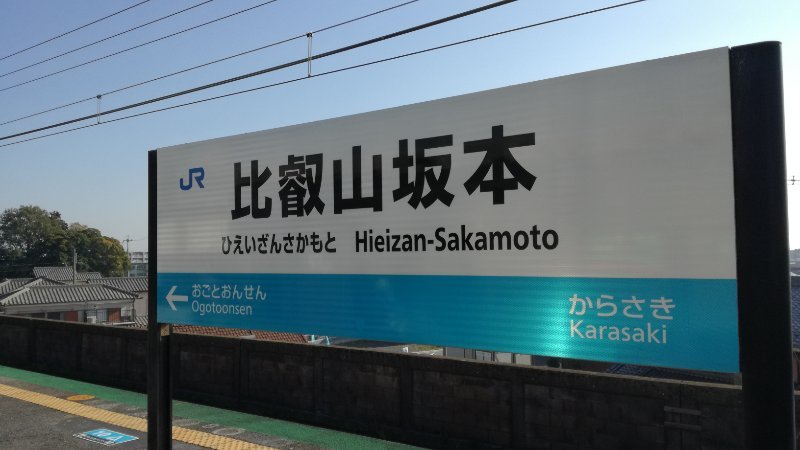 JR
比叡山坂本
ひえいざんさかもと Hieizan-Sakamoto
← おごとおんせん
Ogotoonsen
からさき
Karasaki